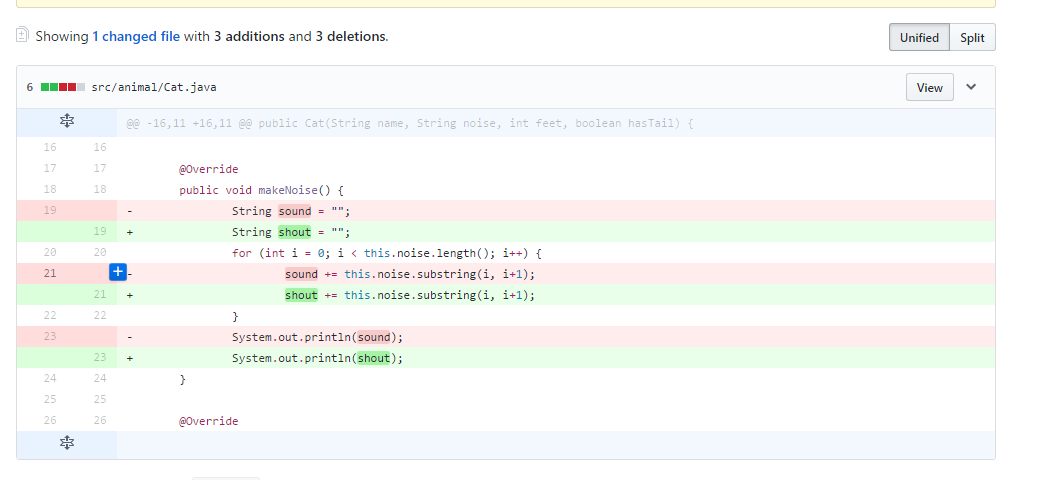 Showing 1 changed file with 3 additions and 3 deletions.
Unified Split
6 src/animal/Cat.java View
@@ -16,11 +16,11 @@ public Cat(String name, String noise, int feet, boolean hasTail) {
16 16
17 17 @Override
18 18 public void makeNoise() {
19 - String sound = "";
19 + String shout = "";
20 20 for (int i = 0; i < this.noise.length(); i++) {
21 + - sound += this.noise.substring(i, i+1);
21 + shout += this.noise.substring(i, i+1);
22 22 }
23 - System.out.println(sound);
23 + System.out.println(shout);
24 24 }
25 25
26 26 @Override